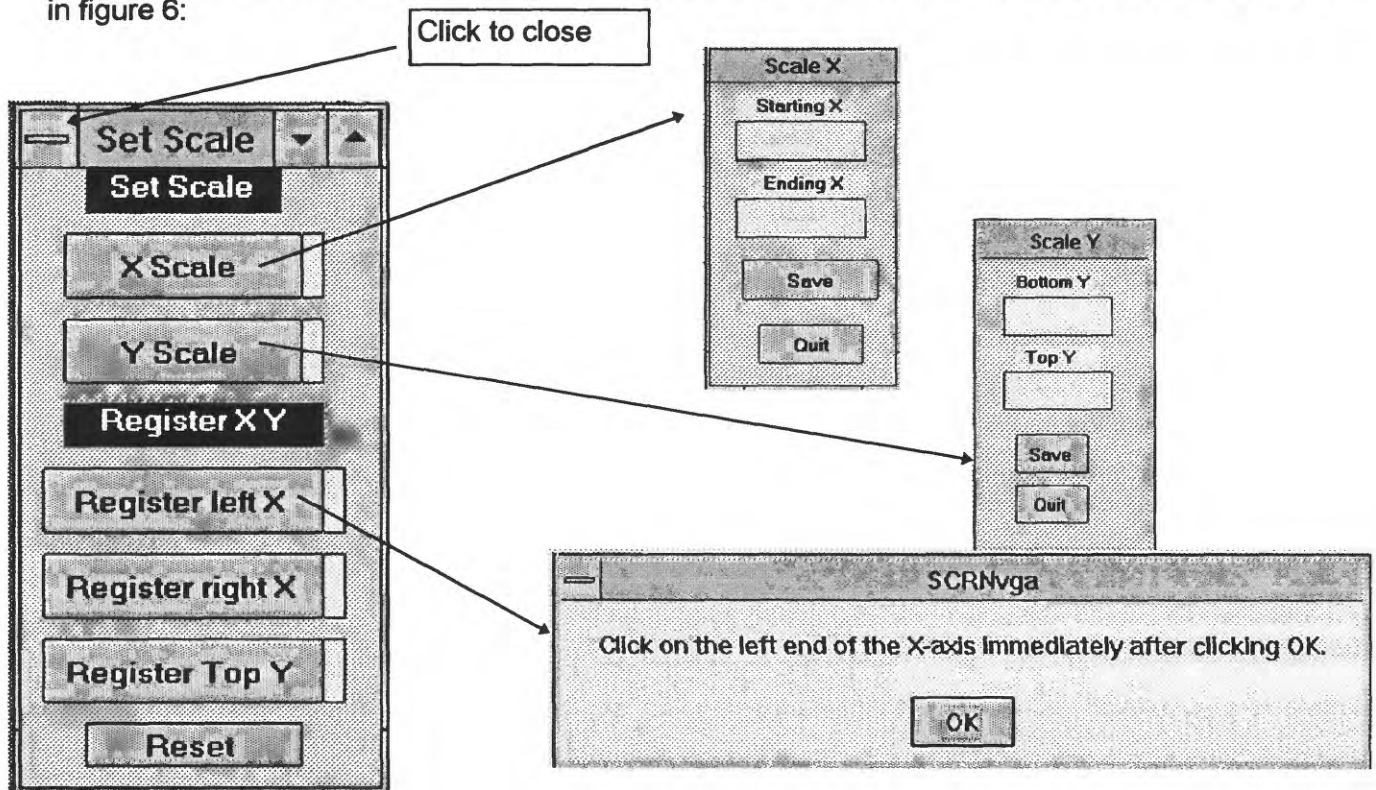 in figure 6:
Click to close
Set Scale
Set Scale
X Scale
Y Scale
Register X Y
Register left X
Register right X
Register Top Y
Reset
Scale X
Starting X
Ending X
Save
Quit
Scale Y
Bottom Y
Top Y
Save
Quit
SCRNvga
Click on the left end of the X-axis immediately after clicking OK.
OK